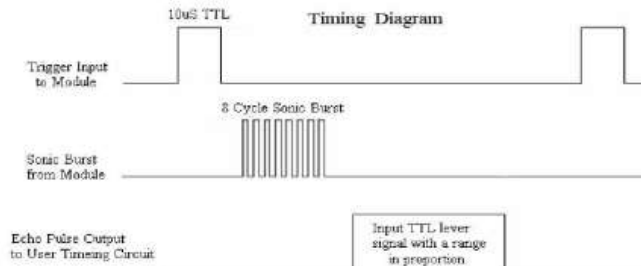 10uS TTL
Timing Diagram
Trigger Input
to Module
8 Cycle Sonic Burst
Sonic Burst
from Module
Echo Pulse Output
to User Timeing Circuit
Input TTL lever
signal with a range
in proportion